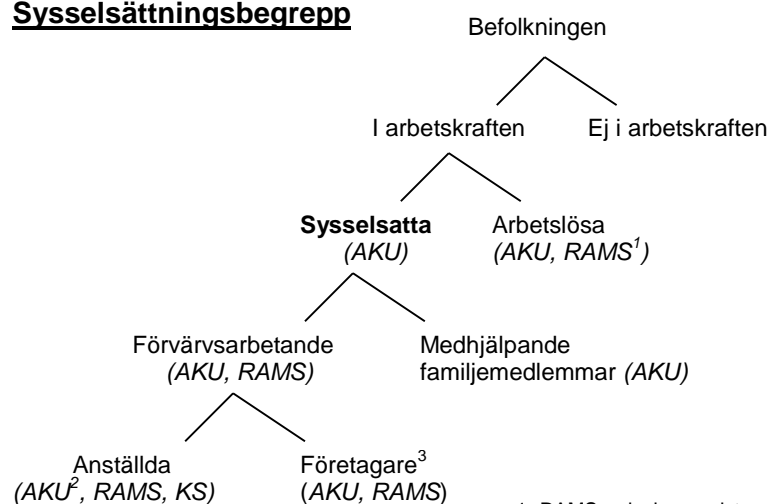 Sysselsättningsbegrepp
Befolkningen
I arbetskraften Ej i arbetskraften
Sysselsatta Arbetslösa
(AKU) (AKU, RAMS¹)
Förvärvsarbetande Medhjälpande
(AKU, RAMS) familjemedlemmar (AKU)
Anställda Företagare³
(AKU², RAMS, KS) (AKU, RAMS)